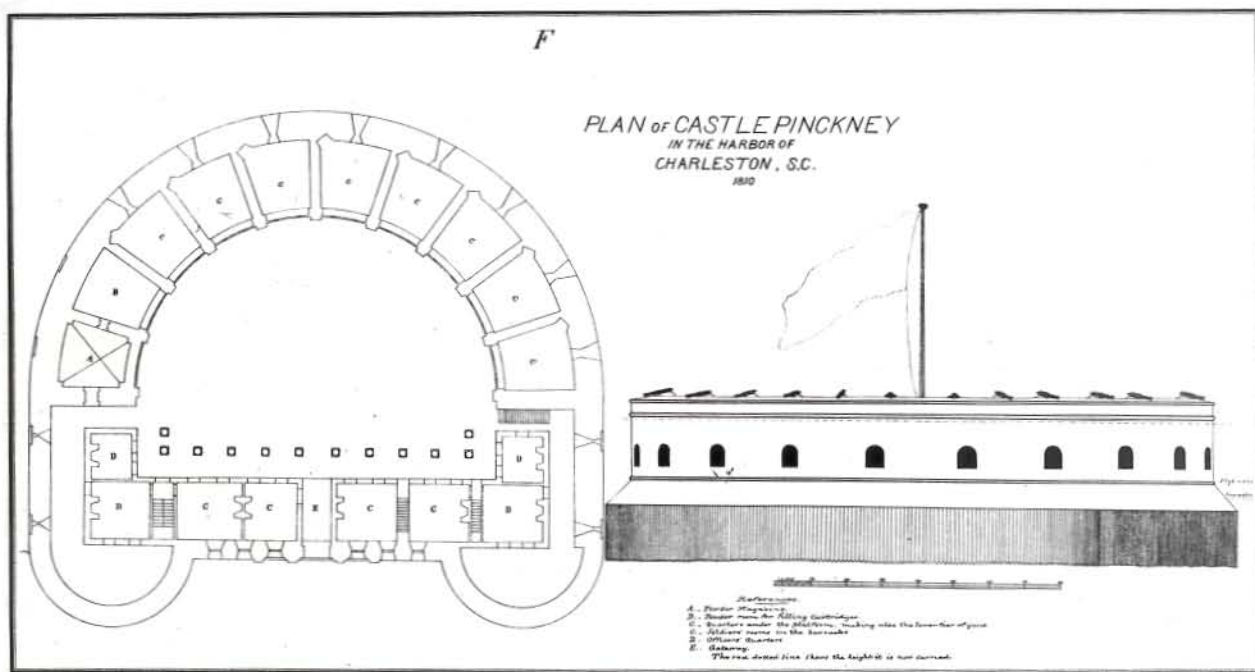 F
PLAN OF CASTLE PINCKNEY
IN THE HARBOR OF
CHARLESTON, S.C.
1810
C
C
C
C
C
C
C
C
B
A
C
D
D
D
C
C
E
C
C
D
References.
A.. Powder Magazine.
B.. Powder room for filling Cartridges
C.. Quarters under the platform, making also the lower tier of guns
C.. Soldiers' rooms in the barracks
D.. Officers' Quarters
E.. Gateway.
The red dotted line shows the height it is now carried.